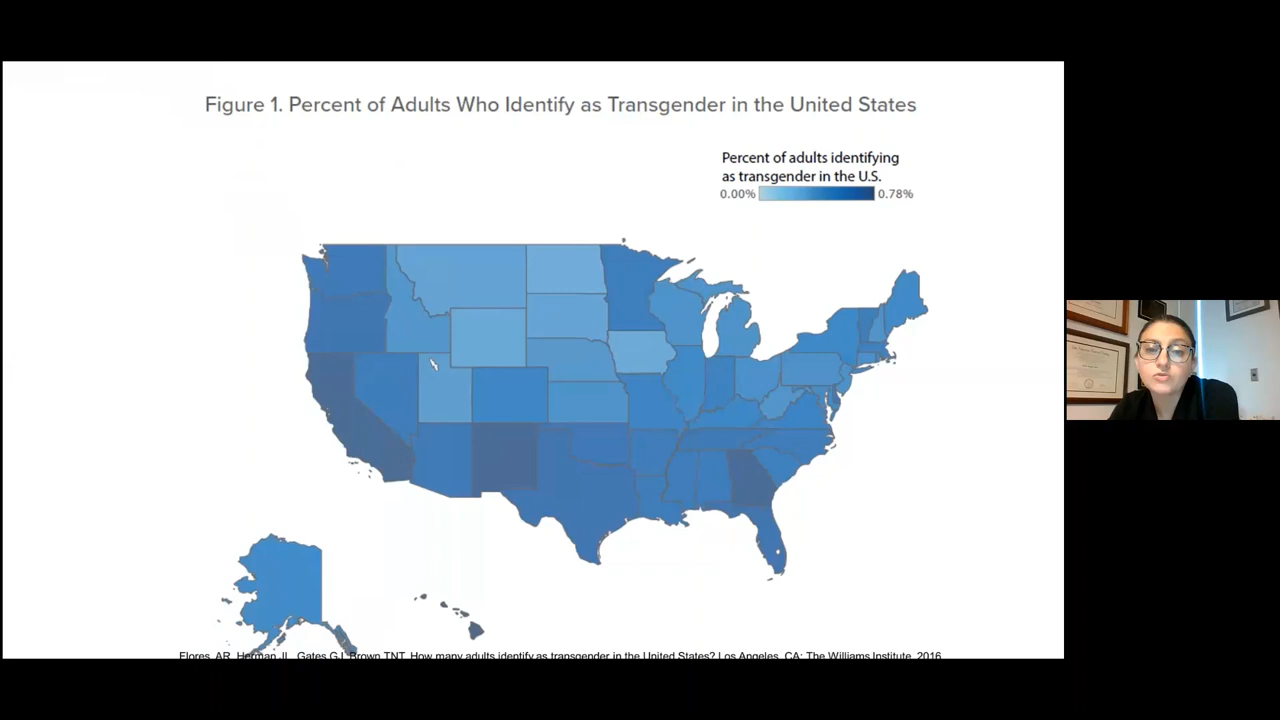 Figure 1. Percent of Adults Who Identify as Transgender in the United States
Percent of adults identifying
as transgender in the U.S.
0.00% 0.78%
Flores, AR, Herman, JL, Gates GJ, Brown TNT. How many adults identify as transgender in the United States? Los Angeles, CA: The Williams Institute, 2016